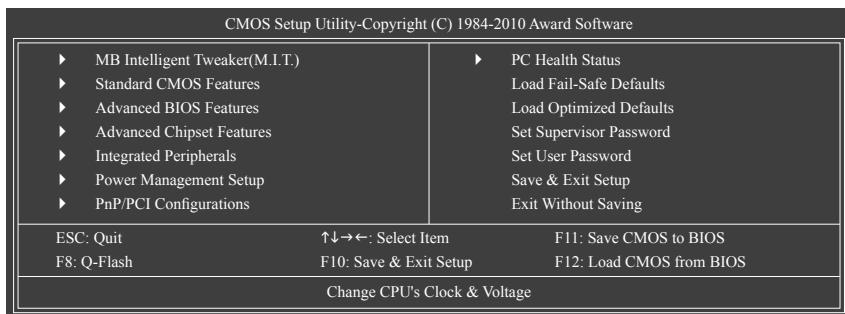 CMOS Setup Utility-Copyright (C) 1984-2010 Award Software
MB Intelligent Tweaker(M.I.T.)
Standard CMOS Features
Advanced BIOS Features
Advanced Chipset Features
Integrated Peripherals
Power Management Setup
PnP/PCI Configurations
PC Health Status
Load Fail-Safe Defaults
Load Optimized Defaults
Set Supervisor Password
Set User Password
Save & Exit Setup
Exit Without Saving
ESC: Quit ↑↓→←: Select Item F11: Save CMOS to BIOS
F8: Q-Flash F10: Save & Exit Setup F12: Load CMOS from BIOS
Change CPU's Clock & Voltage